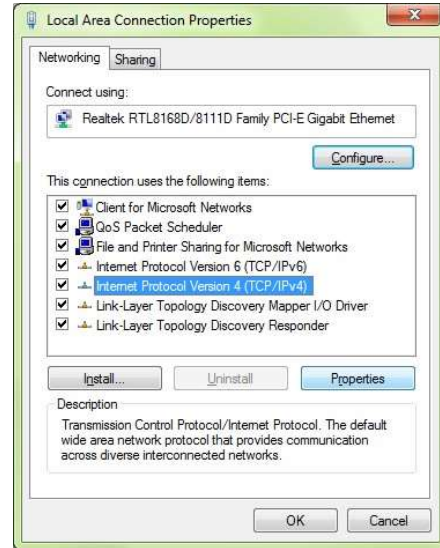 Local Area Connection Properties
Networking
Sharing
Connect using:
Realtek RTL8168D/8111D Family PCI-E Gigabit Ethernet
Configure...
This connection uses the following items:
Client for Microsoft Networks
QoS Packet Scheduler
File and Printer Sharing for Microsoft Networks
Internet Protocol Version 6 (TCP/IPv6)
Internet Protocol Version 4 (TCP/IPv4)
Link-Layer Topology Discovery Mapper I/O Driver
Link-Layer Topology Discovery Responder
Install...
Uninstall
Properties
Description
Transmission Control Protocol/Internet Protocol. The default
wide area network protocol that provides communication
across diverse interconnected networks.
OK
Cancel